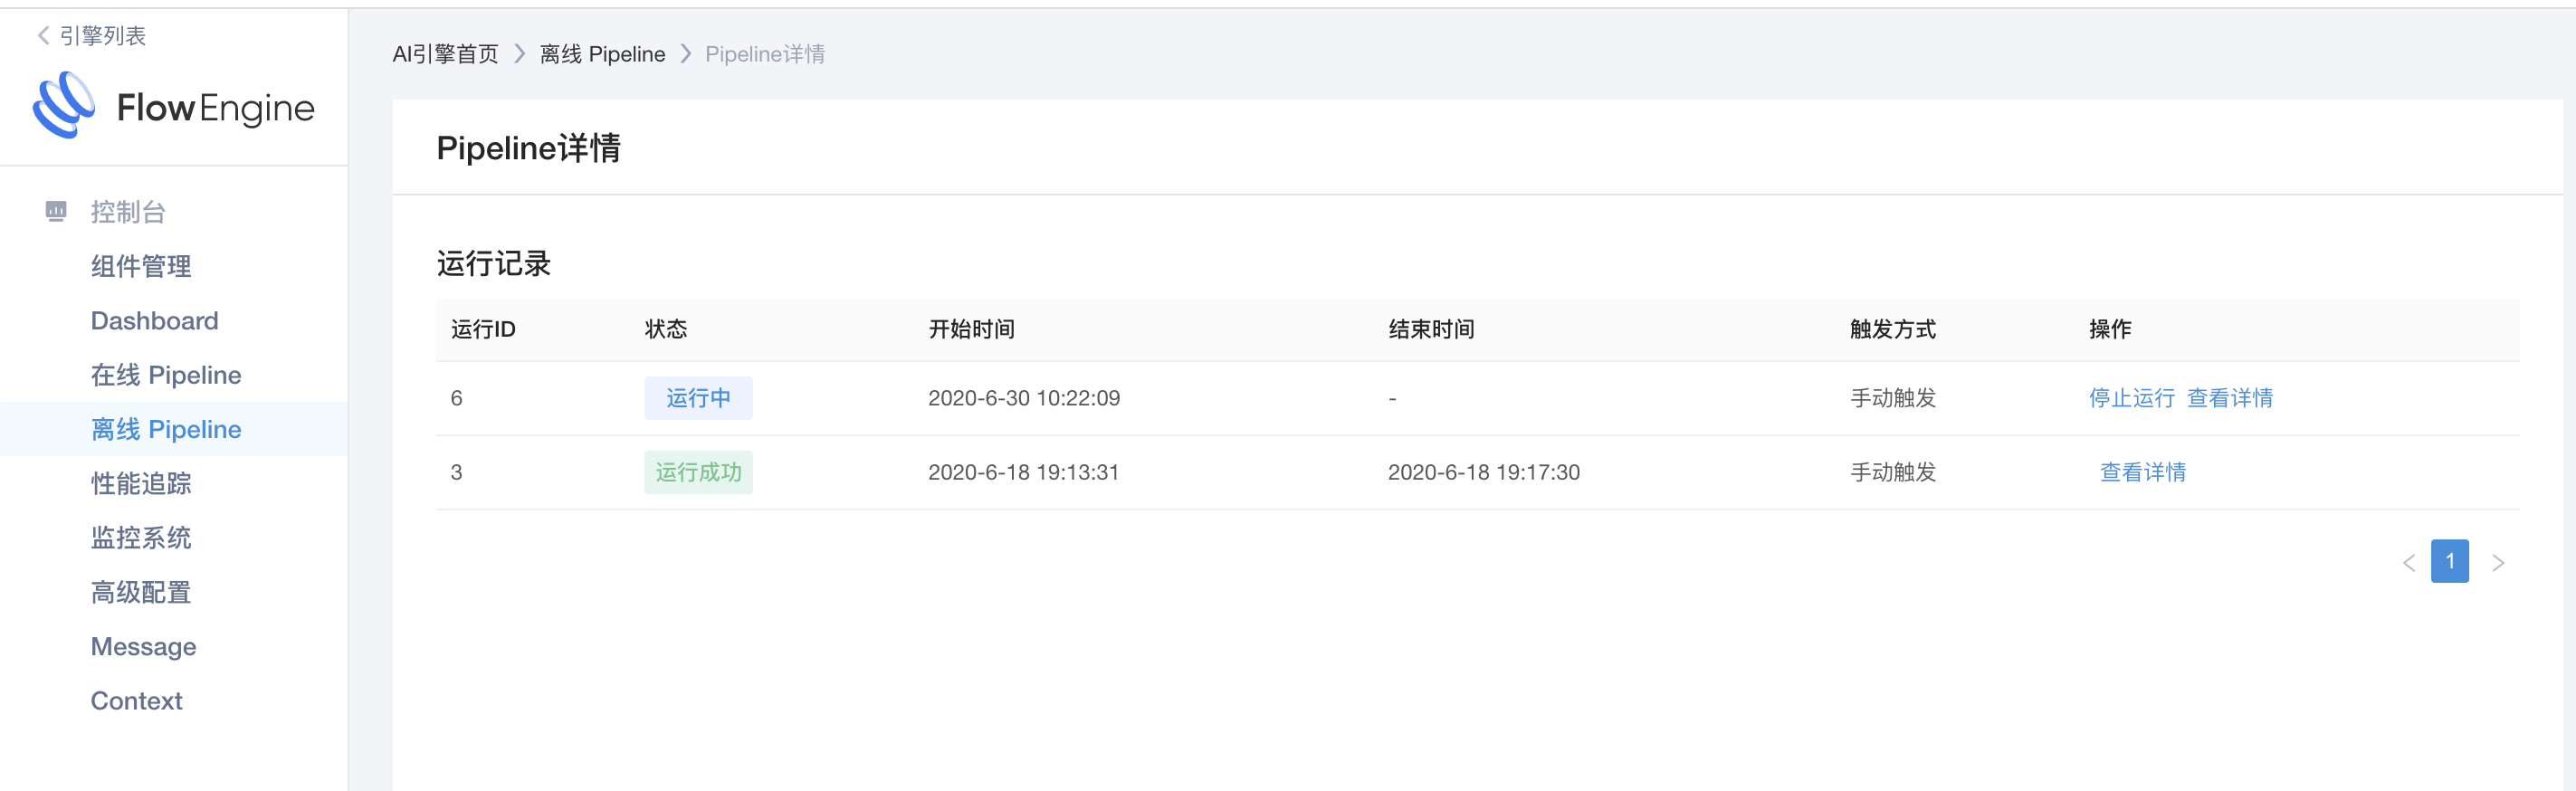 引擎列表
FlowEngine
控制台
组件管理
Dashboard
在线 Pipeline
离线 Pipeline
性能追踪
监控系统
高级配置
Message
Context
AI引擎首页 离线 Pipeline Pipeline详情
Pipeline详情
运行记录
运行ID 状态 开始时间 结束时间 触发方式 操作
6 运行中 2020-6-30 10:22:09 - 手动触发 停止运行 查看详情
3 运行成功 2020-6-18 19:13:31 2020-6-18 19:17:30 手动触发 查看详情
< 1 >